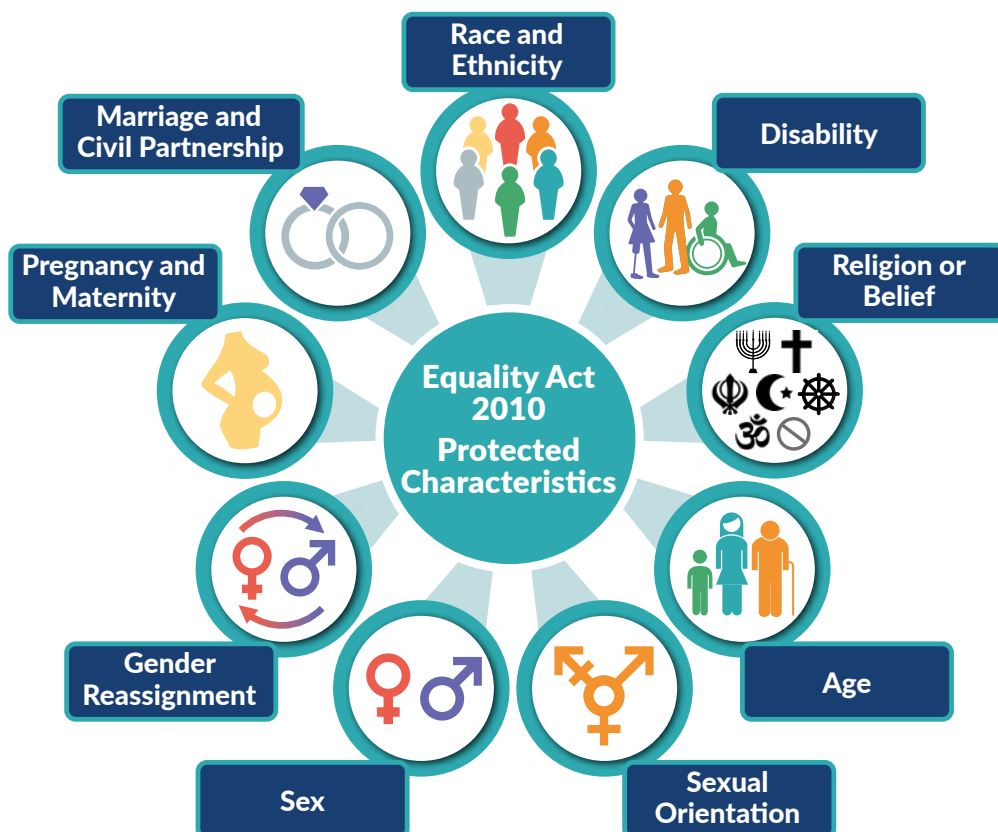 Race and
Ethnicity
Marriage and
Civil Partnership
Disability
Pregnancy and
Maternity
Religion or
Belief
Equality Act
2010
Protected
Characteristics
Gender
Reassignment
Age
Sex
Sexual
Orientation